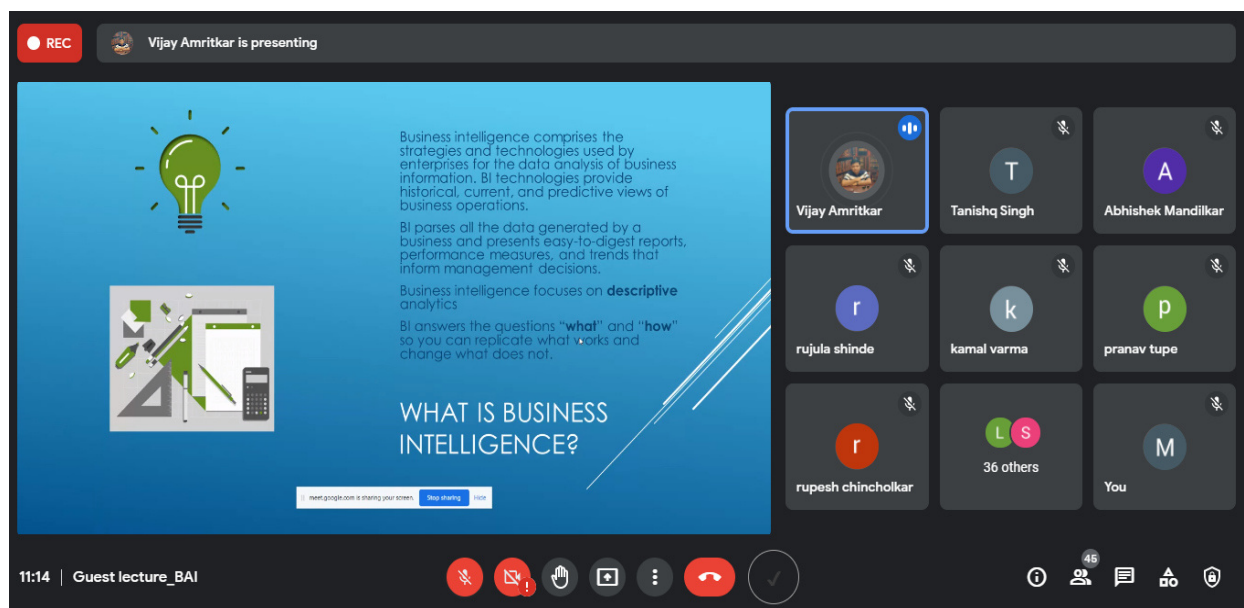 REC
Vijay Amritkar is presenting
Business intelligence comprises the
strategies and technologies used by
enterprises for the data analysis of business
information. BI technologies provide
historical, current, and predictive views of
business operations.
BI parses all the data generated by a
business and presents easy-to-digest reports,
performance measures, and trends that
inform management decisions.
Business intelligence focuses on descriptive
analytics
BI answers the questions “what” and “how”
so you can replicate what works and
change what does not.
WHAT IS BUSINESS
INTELLIGENCE?
meet.google.com is sharing your screen.
Stop sharing
Hide
Vijay Amritkar
T
Tanishq Singh
A
Abhishek Mandilkar
r
rujula shinde
k
kamal varma
p
pranav tupe
r
rupesh chincholkar
L S
36 others
M
You
11:14 | Guest lecture_BAI
45